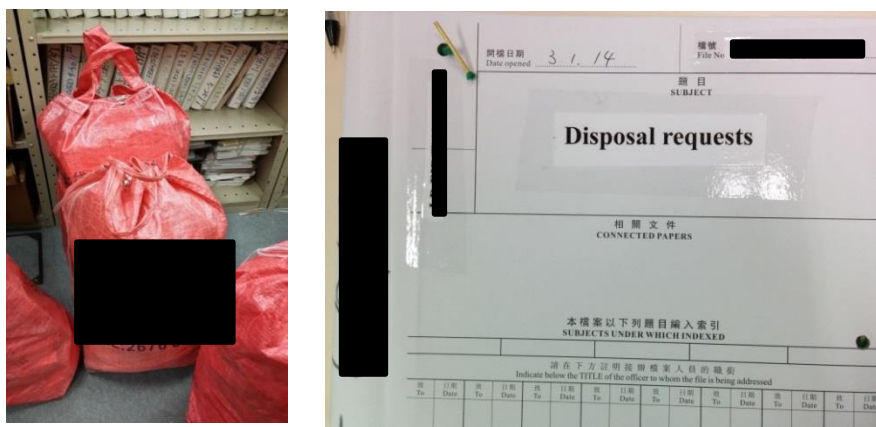 開檔日期
Date opened 3.1.14
檔號
File No
題目
SUBJECT
Disposal requests
相關文件
CONNECTED PAPERS
本檔案以下列題目編入索引
SUBJECTS UNDER WHICH INDEXED
請在下方註明接辦檔案人員的職銜
Indicate below the TITLE of the officer to whom the file is being addressed
致 日期 致 日期 致 日期 致 日期 致 日期 致 日期 致 日期
To Date To Date To Date To Date To Date To Date To Date